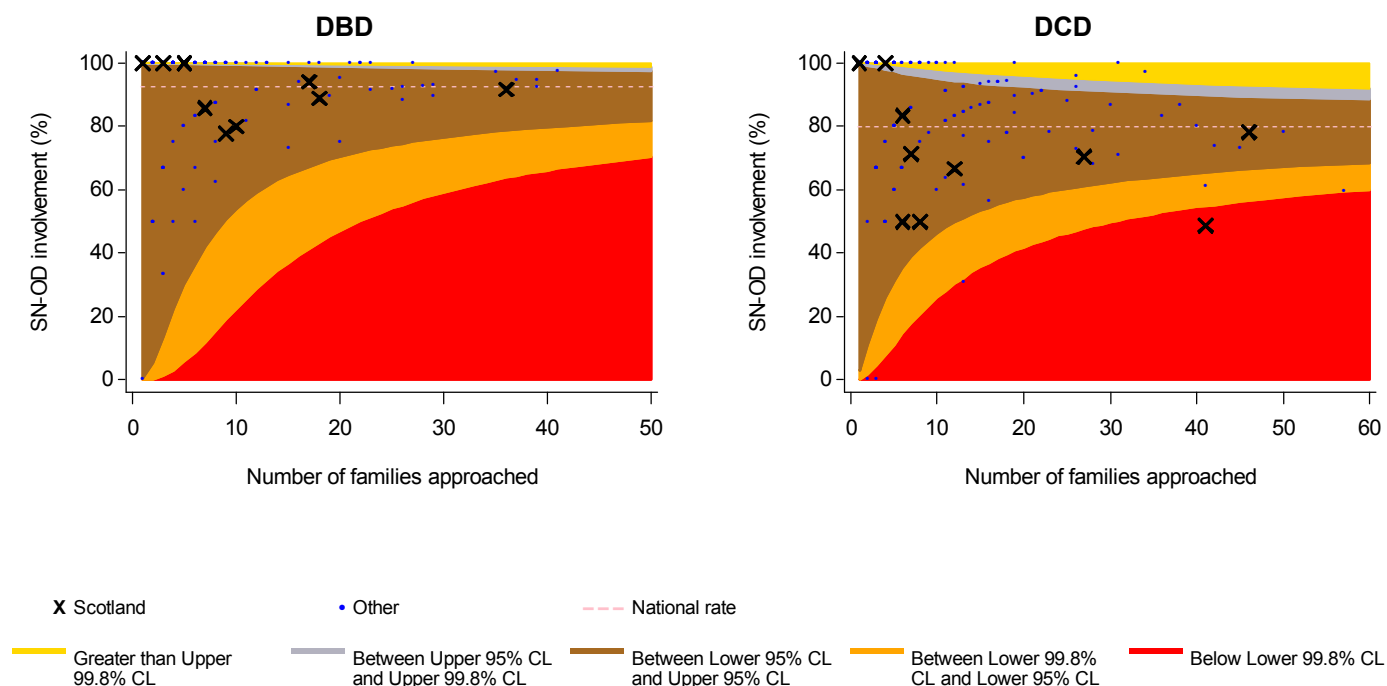 DBD
SN-OD involvement (%)
100
80
60
40
20
0
0 10 20 30 40 50
Number of families approached
DCD
SN-OD involvement (%)
100
80
60
40
20
0
0 10 20 30 40 50 60
Number of families approached
X Scotland
Other
National rate
Greater than Upper
99.8% CL
Between Upper 95% CL
and Upper 99.8% CL
Between Lower 95% CL
and Upper 95% CL
Between Lower 99.8%
CL and Lower 95% CL
Below Lower 99.8% CL